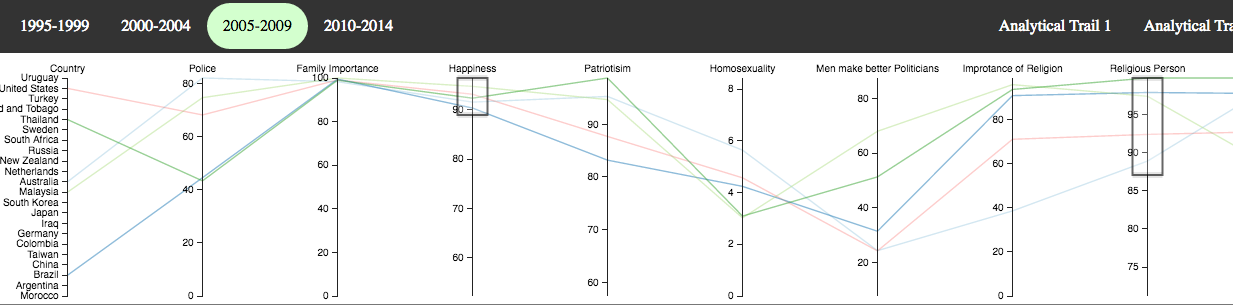 1995-1999 2000-2004 2005-2009 2010-2014 Analytical Trail 1 Analytical Tra
Country Police Family Importance Happiness Patriotisim Homosexuality Men make better Politicians Improtance of Religion Religious Person
Uruguay
United States
Turkey
d and Tobago
Thailand
Sweden
South Africa
Russia
New Zealand
Netherlands
Australia
Malaysia
South Korea
Japan
Iraq
Germany
Colombia
Taiwan
China
Brazil
Argentina
Morocco
80
60
40
20
0
100
80
60
40
20
0
90
80
70
60
90
80
70
60
8
6
4
2
0
80
60
40
20
80
60
40
20
0
95
90
85
80
75